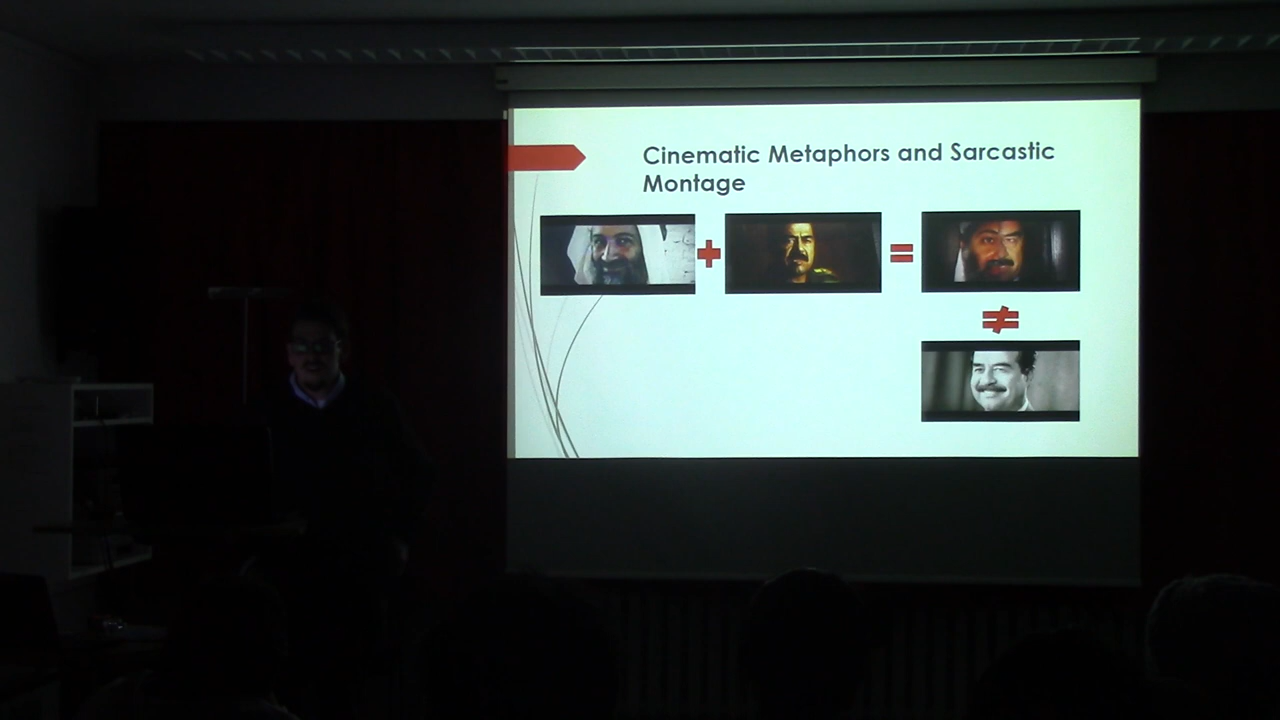 Cinematic Metaphors and Sarcastic
Montage
+
=
≠